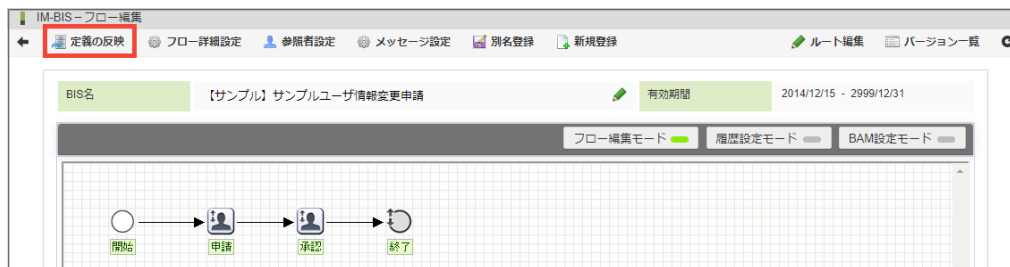 IM-BIS – フロー編集
定義の反映 フロー詳細設定 参照者設定 メッセージ設定 別名登録 新規登録 ルート編集 バージョン一覧
BIS名 【サンプル】サンプルユーザ情報変更申請 有効期間 2014/12/15 - 2999/12/31
フロー編集モード 履歴設定モード BAM設定モード
開始 申請 承認 終了